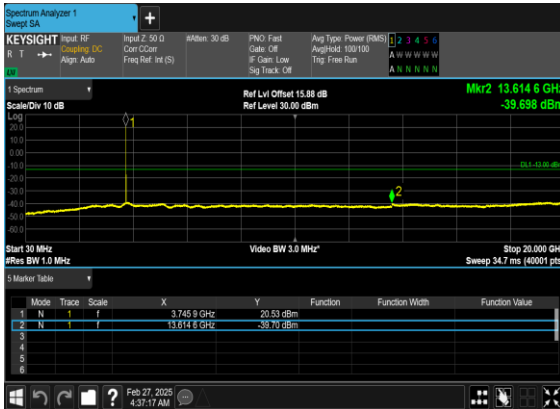 Spectrum Analyzer 1
Swept SA
+
KEYSIGHT
R T
Input: RF
Coupling: DC
Align: Auto
Input Z: 50 Ω
Corr CCorr
Freq Ref: Int (S)
#Atten: 30 dB
PNO: Fast
Gate: Off
IF Gain: Low
Sig Track: Off
Avg Type: Power (RMS)
Avg|Hold: 100/100
Trig: Free Run
1 2 3 4 5 6
A W W W W W
A N N N N N
1 Spectrum
Scale/Div 10 dB
Ref Lvl Offset 15.88 dB
Ref Level 30.00 dBm
Mkr2 13.614 6 GHz
-39.698 dBm
Log
20.0
10.0
0.00
-10.0
-20.0
-30.0
-40.0
-50.0
-60.0
1
2
DL1 -13.00 dBm
Start 30 MHz
#Res BW 1.0 MHz
Video BW 3.0 MHz*
Stop 20.000 GHz
Sweep 34.7 ms (40001 pts)
5 Marker Table
Mode Trace Scale X Y Function Function Width Function Value
1 N 1 f 3.745 9 GHz 20.53 dBm
2 N 1 f 13.614 6 GHz -39.70 dBm
3
4
5
6
?
Feb 27, 2025
4:37:17 AM